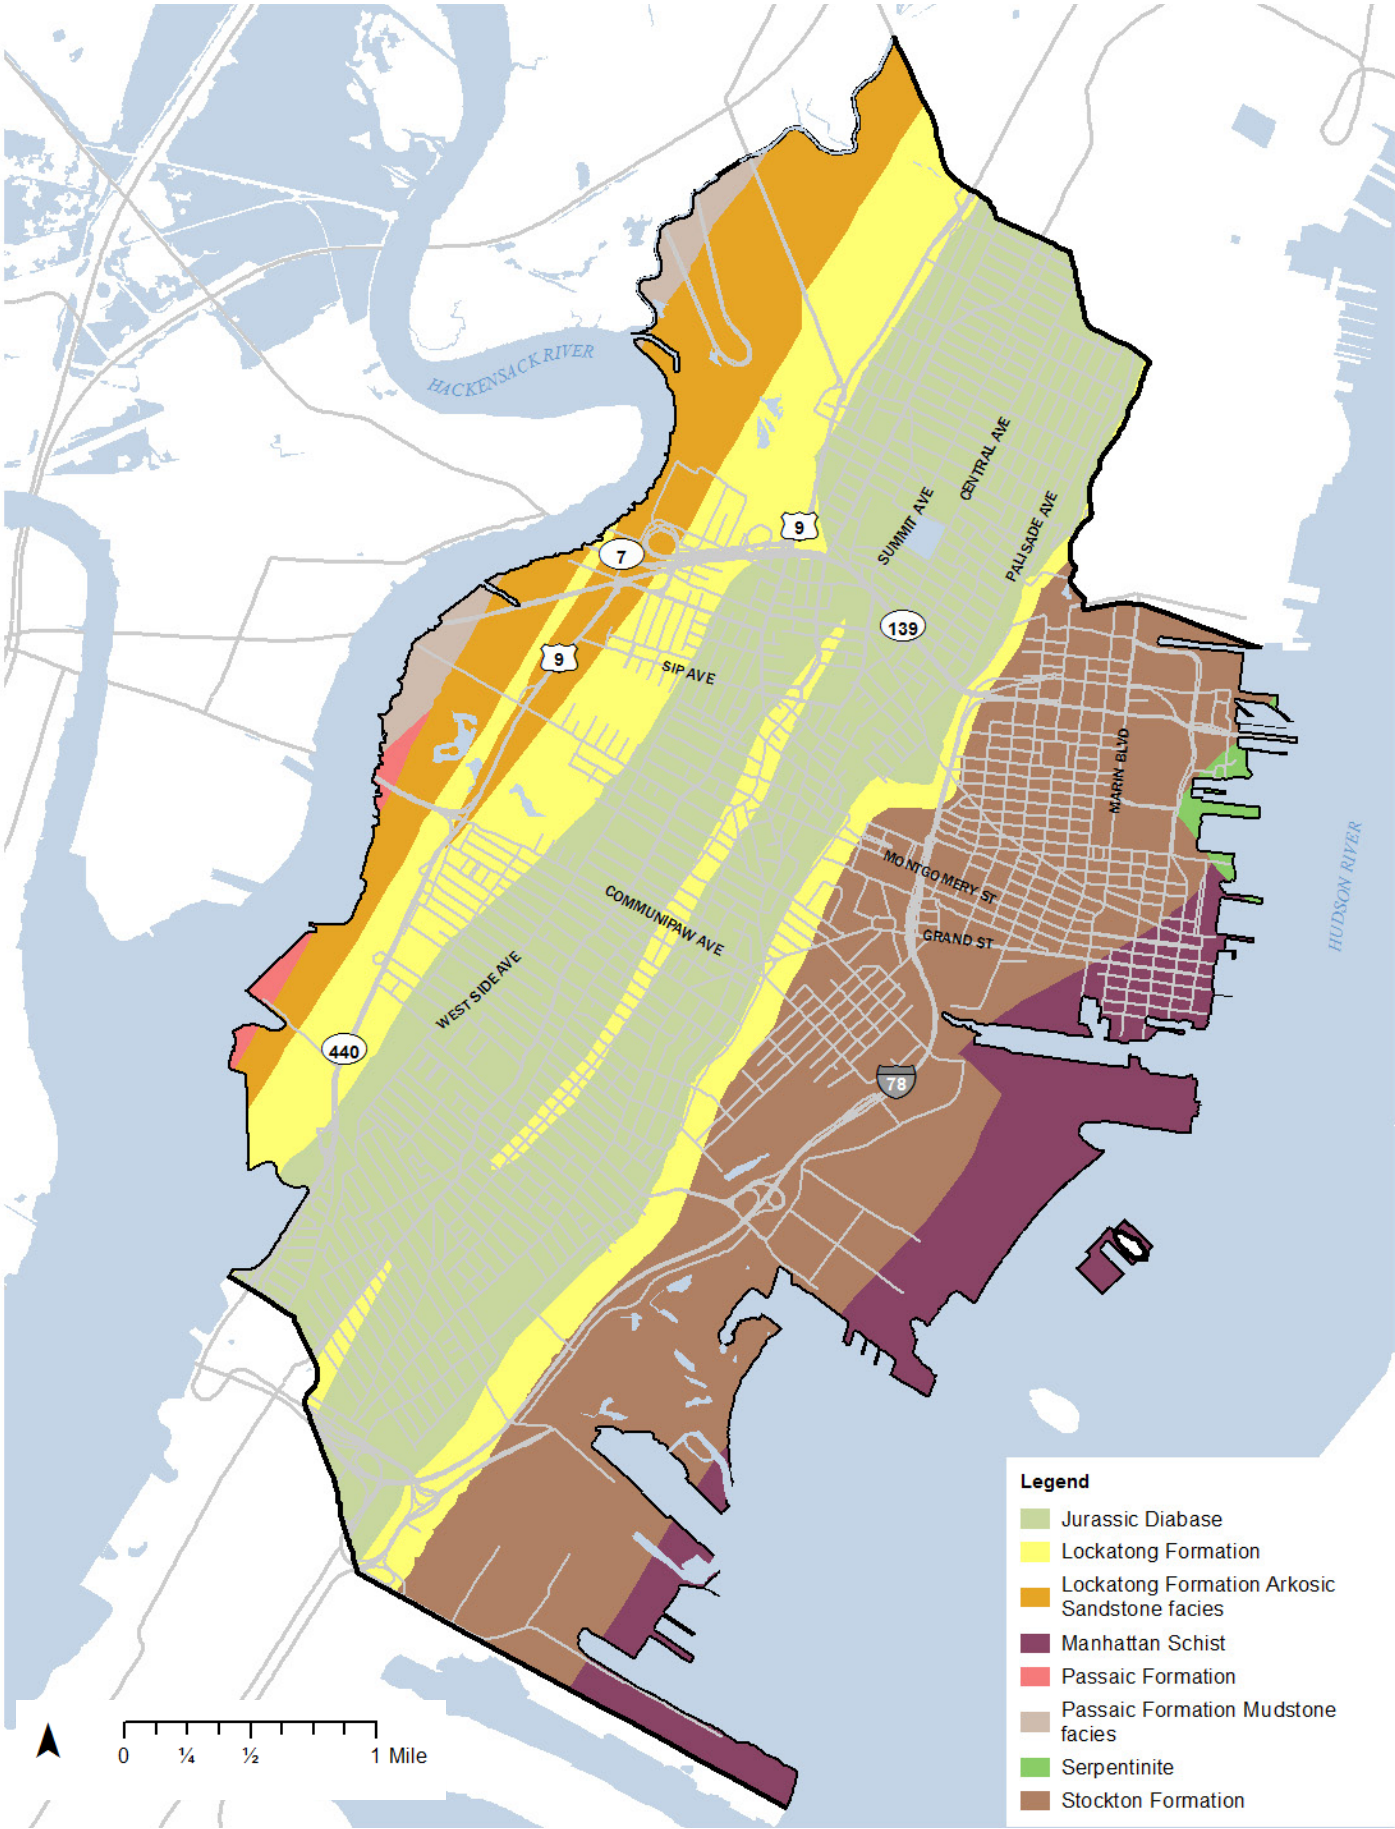 HACKENSACK RIVER
CENTRAL AVE
SUMMIT AVE
PALISADE AVE
9
7
139
9
SIP AVE
MARIN BLVD
HUDSON RIVER
MONTGOMERY ST
COMMUNIPAW AVE
GRAND ST
WEST SIDE AVE
440
78
Legend
Jurassic Diabase
Lockatong Formation
Lockatong Formation Arkosic
Sandstone facies
Manhattan Schist
Passaic Formation
Passaic Formation Mudstone
facies
Serpentinite
Stockton Formation
0 ¼ ½ 1 Mile